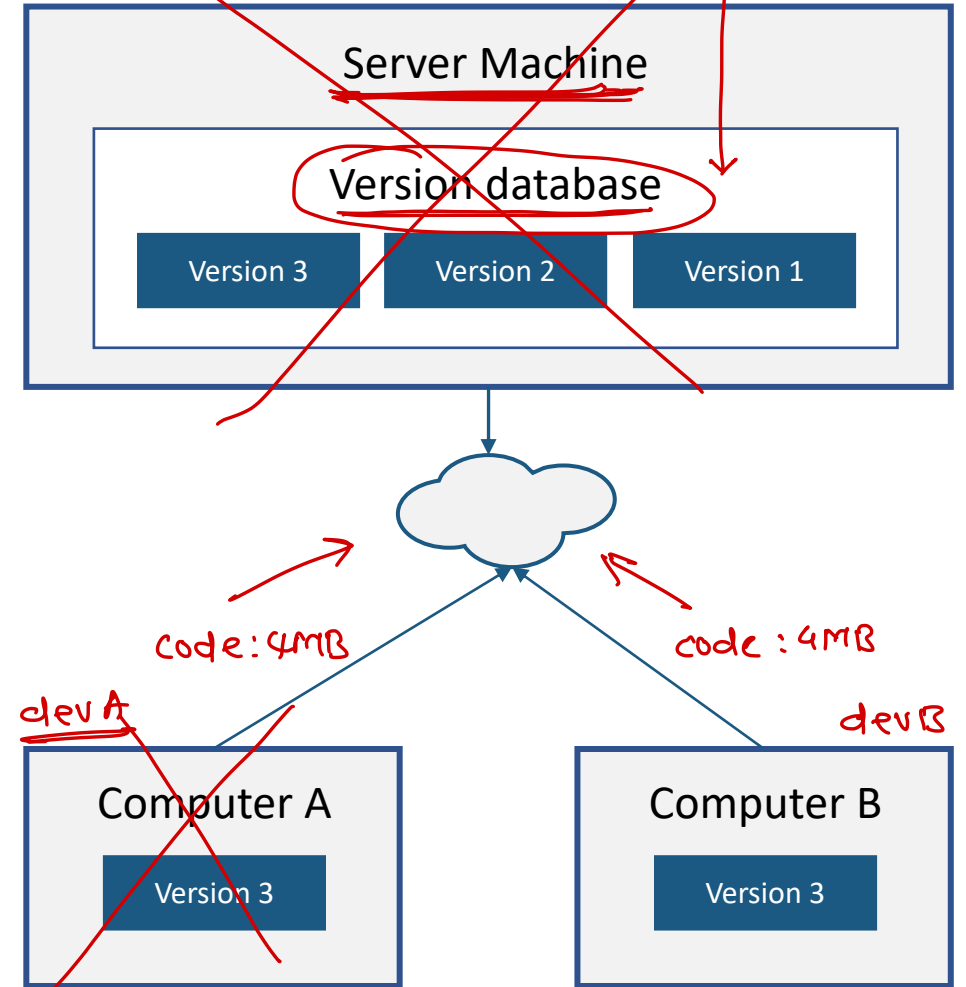 Server Machine
Version database
Version 3 Version 2 Version 1
code: 4MB code : 4MB
devA devB
Computer A Computer B
Version 3 Version 3